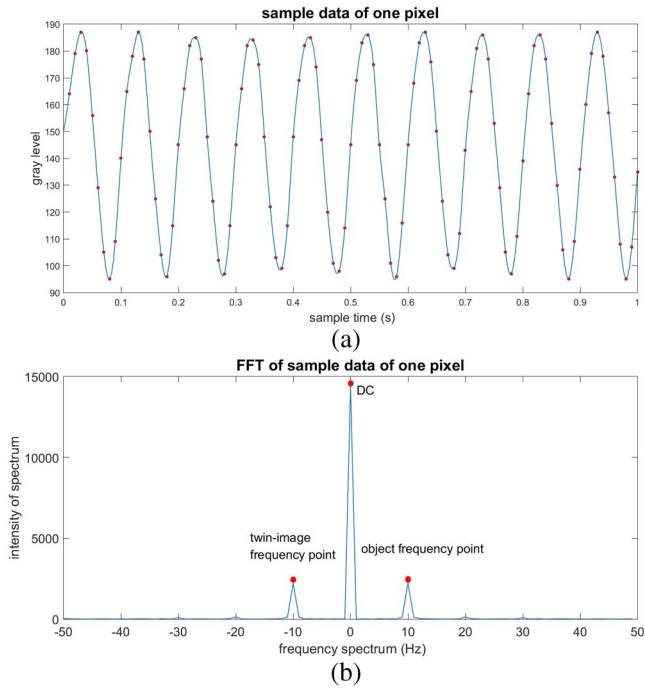 sample data of one pixel
190
180
170
160
150
140
130
120
110
100
90
gray level
0 0.1 0.2 0.3 0.4 0.5 0.6 0.7 0.8 0.9 1
sample time (s)
(a)
FFT of sample data of one pixel
15000
10000
5000
0
intensity of spectrum
DC
twin-image
frequency point
object frequency point
-50 -40 -30 -20 -10 0 10 20 30 40 50
frequency spectrum (Hz)
(b)